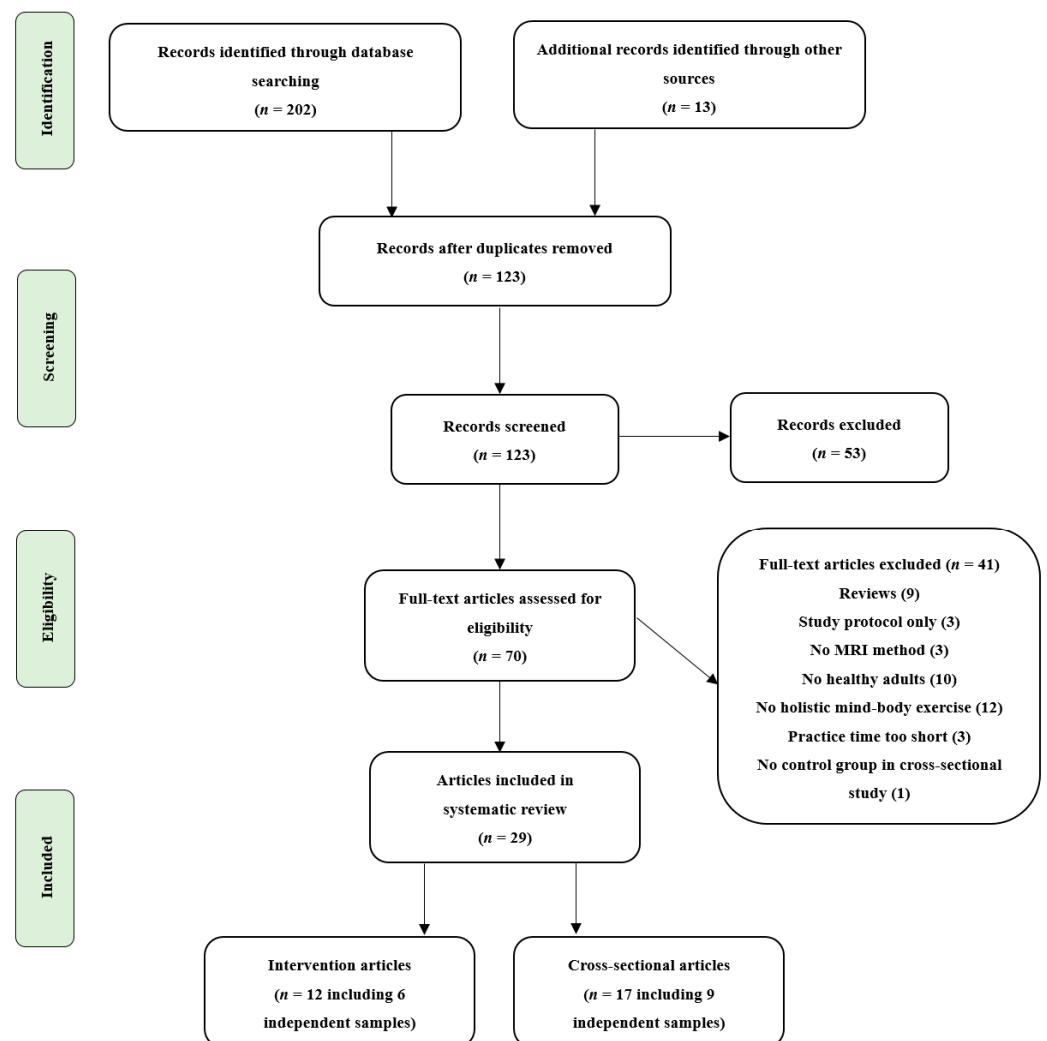 Identification
Records identified through database
searching
(n = 202)
Additional records identified through other
sources
(n = 13)
Records after duplicates removed
(n = 123)
Screening
Records screened
(n = 123)
Records excluded
(n = 53)
Eligibility
Full-text articles assessed for
eligibility
(n = 70)
Full-text articles excluded (n = 41)
Reviews (9)
Study protocol only (3)
No MRI method (3)
No healthy adults (10)
No holistic mind-body exercise (12)
Practice time too short (3)
No control group in cross-sectional
study (1)
Included
Articles included in
systematic review
(n = 29)
Intervention articles
(n = 12 including 6
independent samples)
Cross-sectional articles
(n = 17 including 9
independent samples)